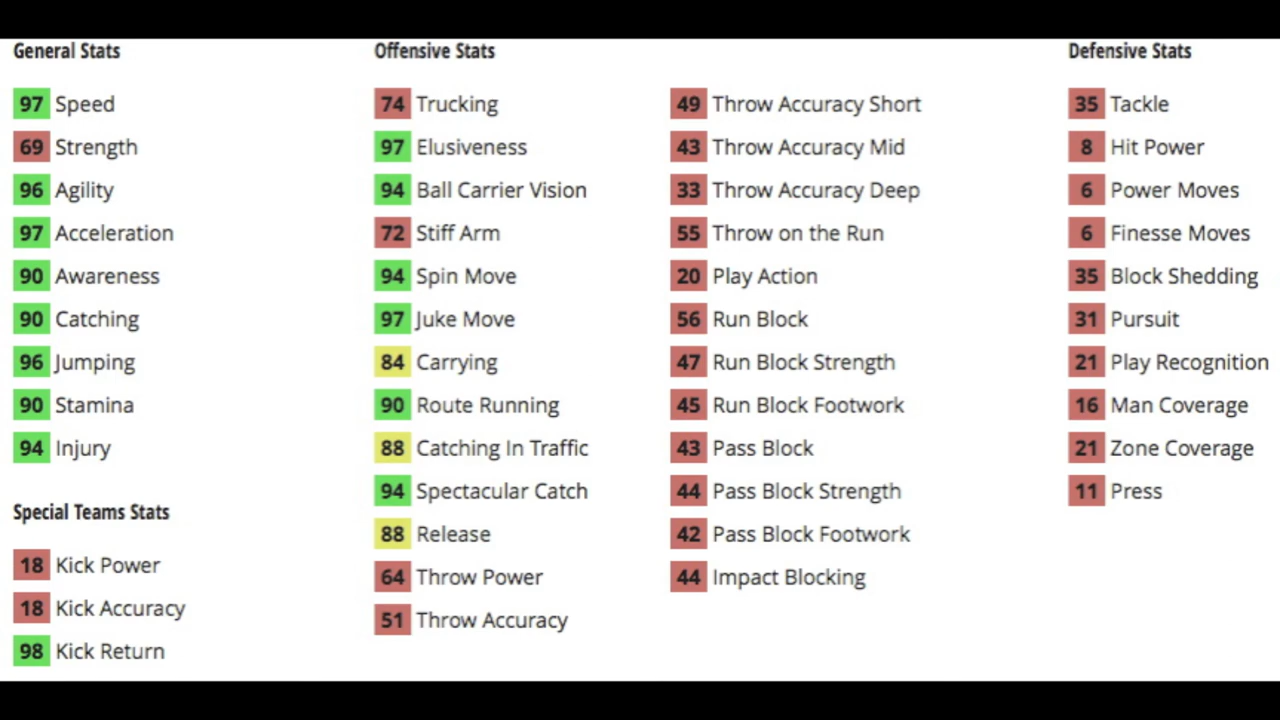 General Stats
97 Speed
69 Strength
96 Agility
97 Acceleration
90 Awareness
90 Catching
96 Jumping
90 Stamina
94 Injury
Special Teams Stats
18 Kick Power
18 Kick Accuracy
98 Kick Return
Offensive Stats
74 Trucking
97 Elusiveness
94 Ball Carrier Vision
72 Stiff Arm
94 Spin Move
97 Juke Move
84 Carrying
90 Route Running
88 Catching In Traffic
94 Spectacular Catch
88 Release
64 Throw Power
51 Throw Accuracy
49 Throw Accuracy Short
43 Throw Accuracy Mid
33 Throw Accuracy Deep
55 Throw on the Run
20 Play Action
56 Run Block
47 Run Block Strength
45 Run Block Footwork
43 Pass Block
44 Pass Block Strength
42 Pass Block Footwork
44 Impact Blocking
Defensive Stats
35 Tackle
8 Hit Power
6 Power Moves
6 Finesse Moves
35 Block Shedding
31 Pursuit
21 Play Recognition
16 Man Coverage
21 Zone Coverage
11 Press